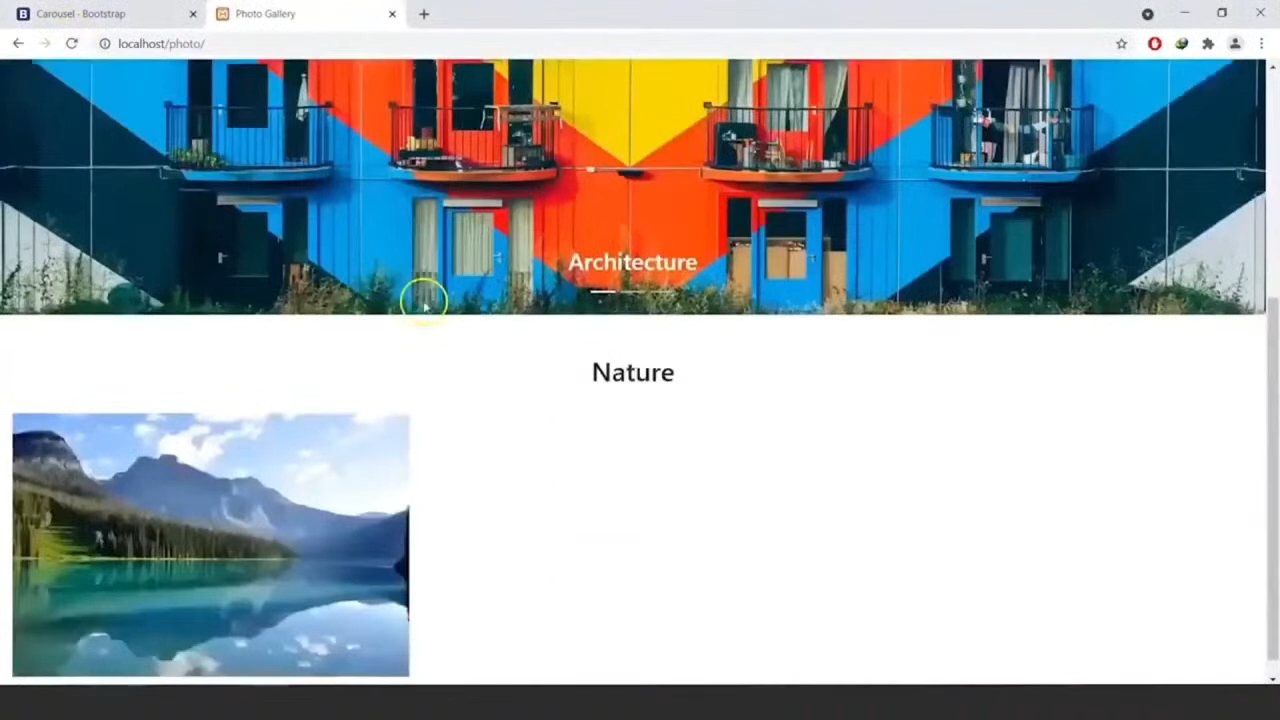 Carousel · Bootstrap
Photo Gallery
localhost/photo/
Architecture
Nature